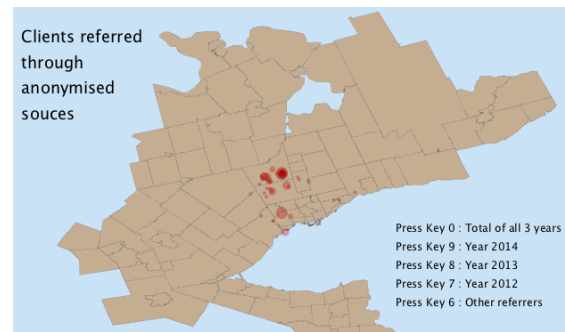 Clients referred
through
anonymised
souces
Press Key 0 : Total of all 3 years
Press Key 9 : Year 2014
Press Key 8 : Year 2013
Press Key 7 : Year 2012
Press Key 6 : Other referrers